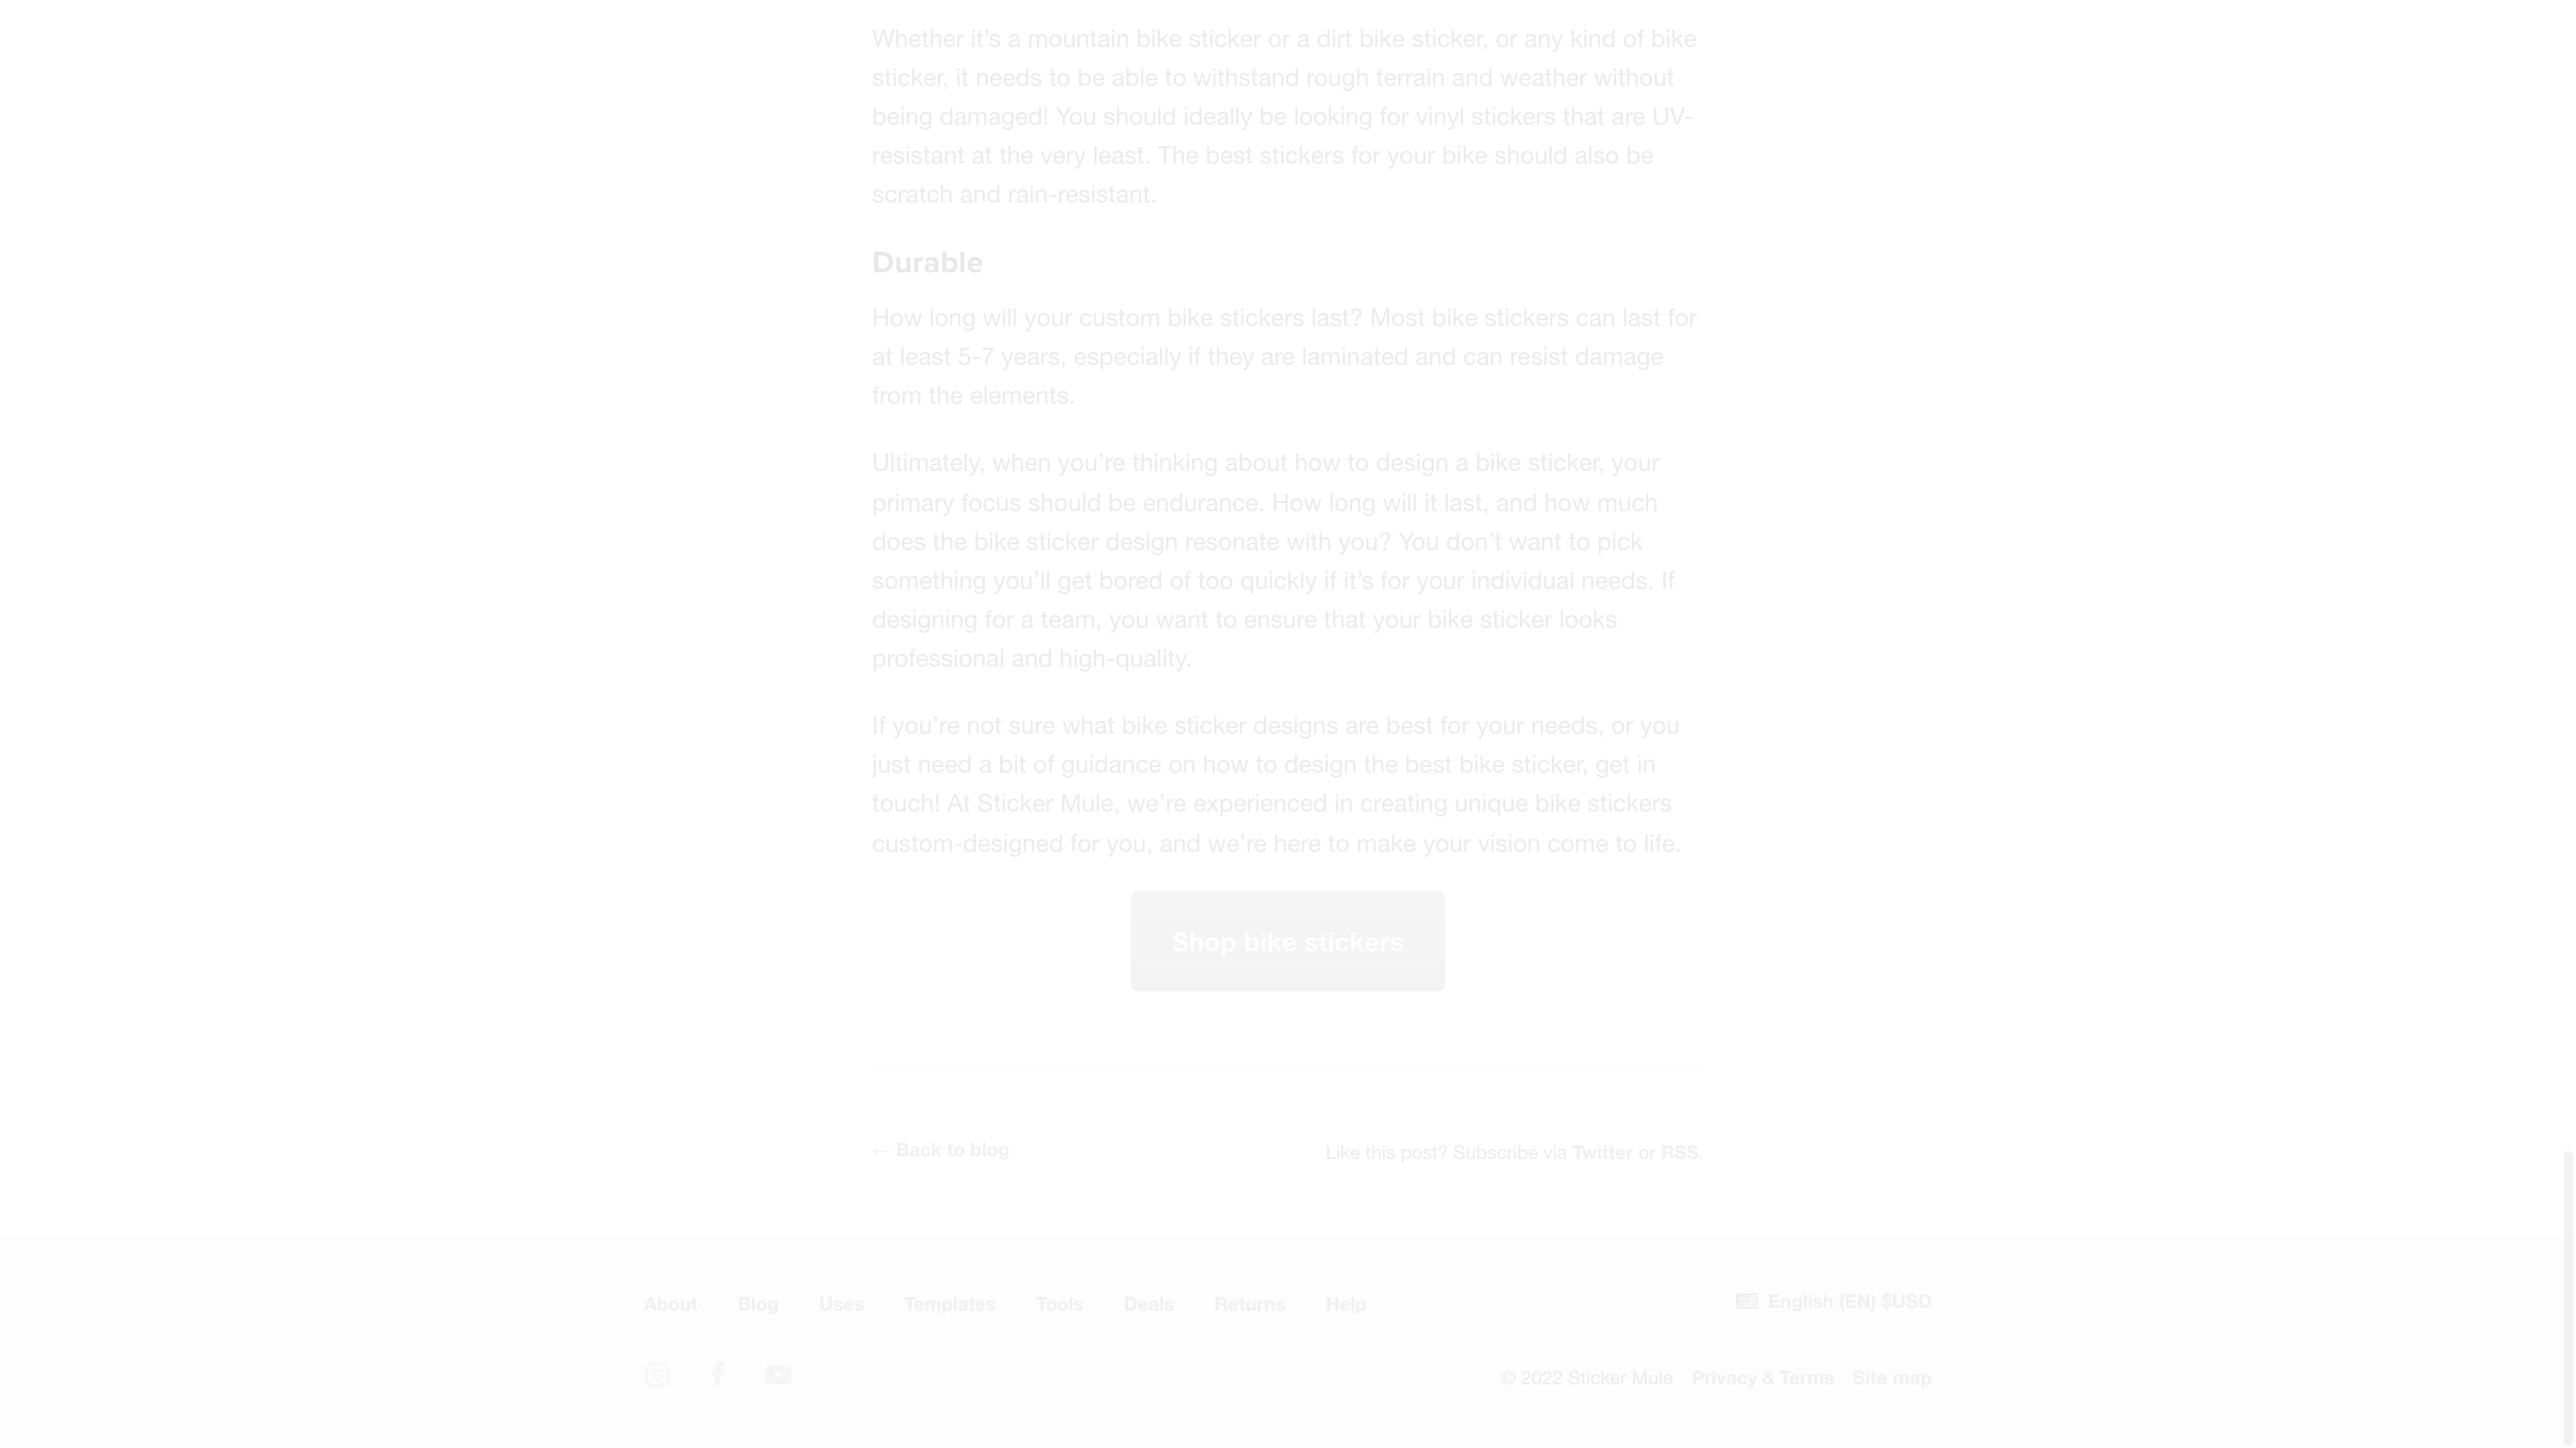 Whether it’s a mountain bike sticker or a dirt bike sticker, or any kind of bike
sticker, it needs to be able to withstand rough terrain and weather without
being damaged! You should ideally be looking for vinyl stickers that are UV-
resistant at the very least. The best stickers for your bike should also be
scratch and rain-resistant.
Durable
How long will your custom bike stickers last? Most bike stickers can last for
at least 5-7 years, especially if they are laminated and can resist damage
from the elements.
Ultimately, when you’re thinking about how to design a bike sticker, your
primary focus should be endurance. How long will it last, and how much
does the bike sticker design resonate with you? You don’t want to pick
something you’ll get bored of too quickly if it’s for your individual needs. If
designing for a team, you want to ensure that your bike sticker looks
professional and high-quality.
If you’re not sure what bike sticker designs are best for your needs, or you
just need a bit of guidance on how to design the best bike sticker, get in
touch! At Sticker Mule, we’re experienced in creating unique bike stickers
custom-designed for you, and we’re here to make your vision come to life.
Shop bike stickers
← Back to blog
Like this post? Subscribe via Twitter or RSS.
About Blog Uses Templates Tools Deals Returns Help
English (EN) $USD
© 2022 Sticker Mule Privacy & Terms Site map